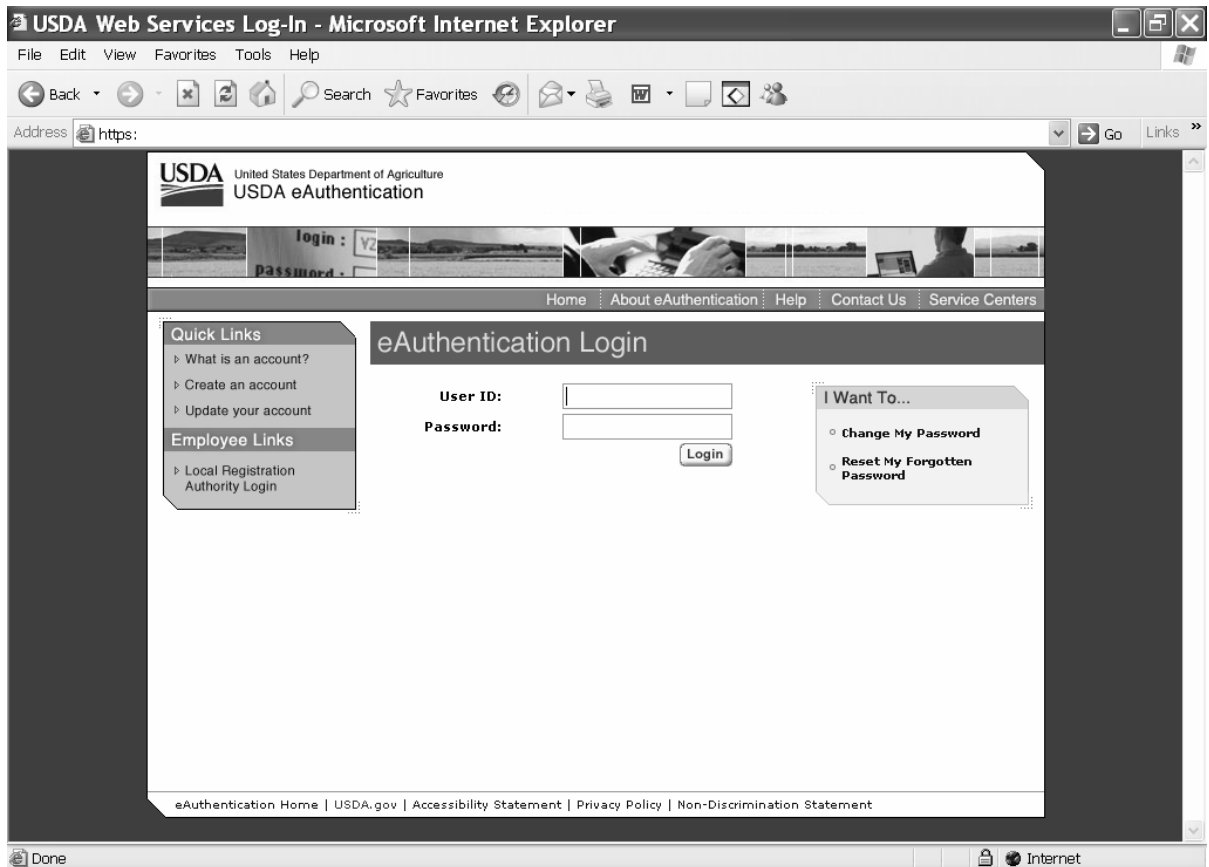 USDA Web Services Log-In - Microsoft Internet Explorer
File Edit View Favorites Tools Help
Back Search Favorites
Address https: Go Links »
USDA United States Department of Agriculture
USDA eAuthentication
login : YZ
password :
Home About eAuthentication Help Contact Us Service Centers
Quick Links
What is an account?
Create an account
Update your account
Employee Links
Local Registration
Authority Login
eAuthentication Login
User ID:
Password:
Login
I Want To...
Change My Password
Reset My Forgotten
Password
eAuthentication Home | USDA.gov | Accessibility Statement | Privacy Policy | Non-Discrimination Statement
Done Internet